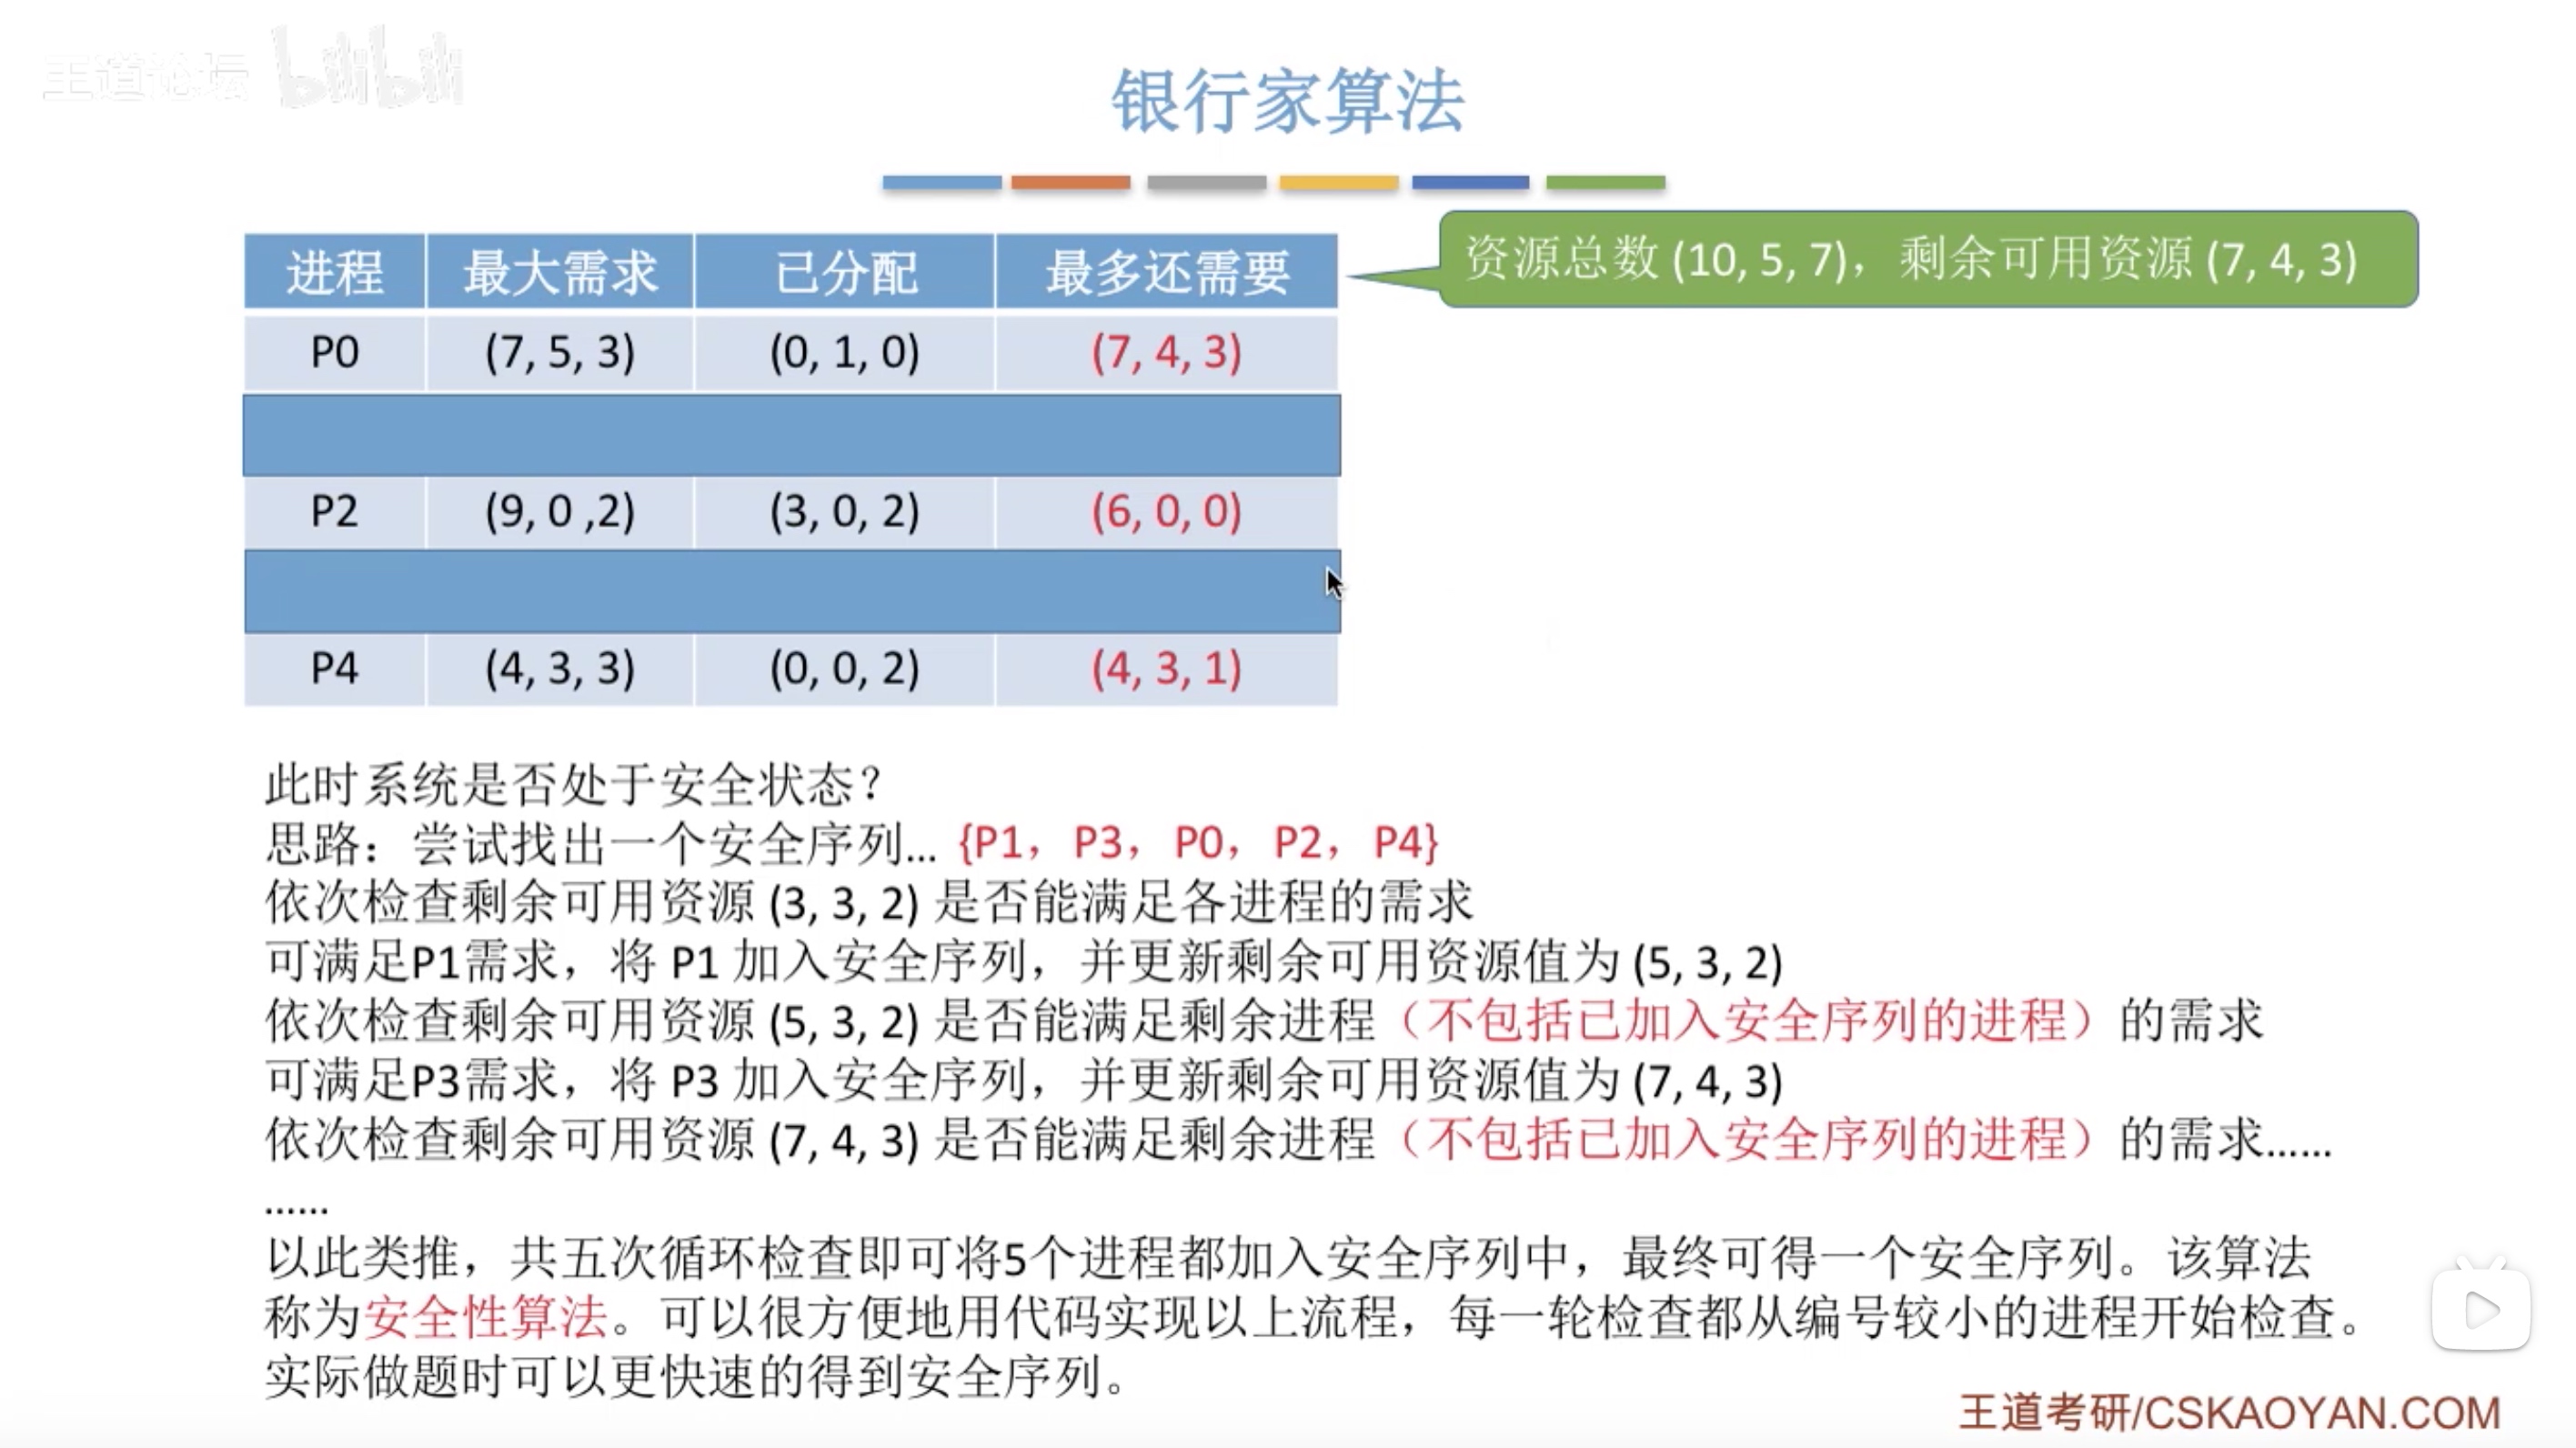 王道论坛 bilibili
银行家算法
资源总数 (10, 5, 7)，剩余可用资源 (7, 4, 3)
进程 最大需求 已分配 最多还需要
P0 (7, 5, 3) (0, 1, 0) (7, 4, 3)
P2 (9, 0 ,2) (3, 0, 2) (6, 0, 0)
P4 (4, 3, 3) (0, 0, 2) (4, 3, 1)
此时系统是否处于安全状态？
思路：尝试找出一个安全序列... {P1，P3，P0，P2，P4}
依次检查剩余可用资源 (3, 3, 2) 是否能满足各进程的需求
可满足P1需求，将 P1 加入安全序列，并更新剩余可用资源值为 (5, 3, 2)
依次检查剩余可用资源 (5, 3, 2) 是否能满足剩余进程（不包括已加入安全序列的进程）的需求
可满足P3需求，将 P3 加入安全序列，并更新剩余可用资源值为 (7, 4, 3)
依次检查剩余可用资源 (7, 4, 3) 是否能满足剩余进程（不包括已加入安全序列的进程）的需求......
......
以此类推，共五次循环检查即可将5个进程都加入安全序列中，最终可得一个安全序列。该算法
称为安全性算法。可以很方便地用代码实现以上流程，每一轮检查都从编号较小的进程开始检查。
实际做题时可以更快速的得到安全序列。
王道考研/CSKAOYAN.COM